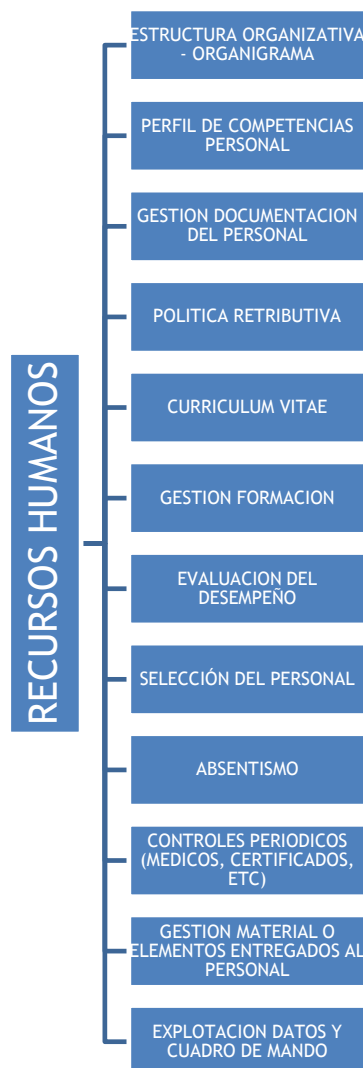 RECURSOS HUMANOS
ESTRUCTURA ORGANIZATIVA
- ORGANIGRAMA
PERFIL DE COMPETENCIAS
PERSONAL
GESTION DOCUMENTACION
DEL PERSONAL
POLITICA RETRIBUTIVA
CURRICULUM VITAE
GESTION FORMACION
EVALUACION DEL
DESEMPEÑO
SELECCIÓN DEL PERSONAL
ABSENTISMO
CONTROLES PERIODICOS
(MEDICOS, CERTIFICADOS,
ETC)
GESTION MATERIAL O
ELEMENTOS ENTREGADOS AL
PERSONAL
EXPLOTACION DATOS Y
CUADRO DE MANDO